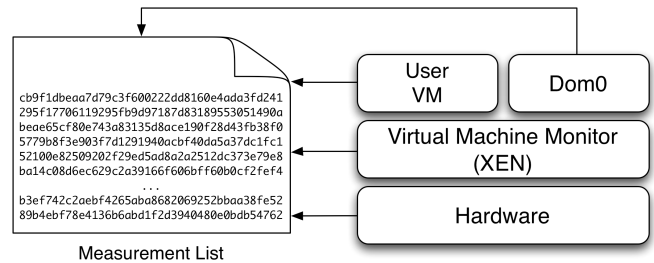 cb9f1dbeaa7d79c3f600222dd8160e4ada3fd241
295f17706119295fb9d97187d83189553051490a
beae65cf80e743a83135d8ace190f28d43fb38f0
5779b8f3e903f7d1291940acbf40da5a37dc1fc1
52100e82509202f29ed5ad8a2a2512dc373e79e8
ba14c08d6ec629c2a39166f606bff60b0cf2fef4
...
b3ef742c2aebf4265aba8682069252bbaa38fe52
89b4ebf78e4136b6abd1f2d3940480e0bdb54762
Measurement List
User
VM
Dom0
Virtual Machine Monitor
(XEN)
Hardware